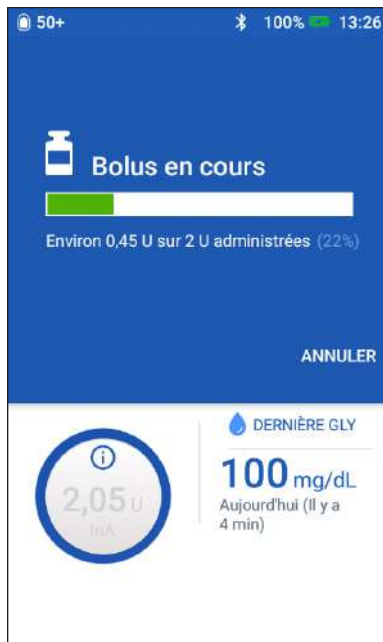 50+ 100% 13:26
Bolus en cours
Environ 0,45 U sur 2 U administrées (22%)
ANNULER
DERNIÈRE GLY
100 mg/dL
Aujourd'hui (Il y a
4 min)
2,05 U
InA